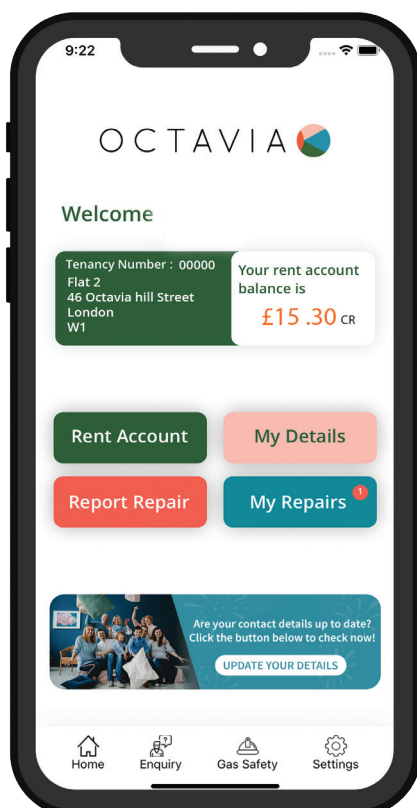 9:22
OCTAVIA
Welcome
Tenancy Number : 00000
Flat 2
46 Octavia hill Street
London
W1
Your rent account
balance is
£15 .30 CR
Rent Account
My Details
Report Repair
My Repairs
1
Are your contact details up to date?
Click the button below to check now!
UPDATE YOUR DETAILS
Home
Enquiry
Gas Safety
Settings